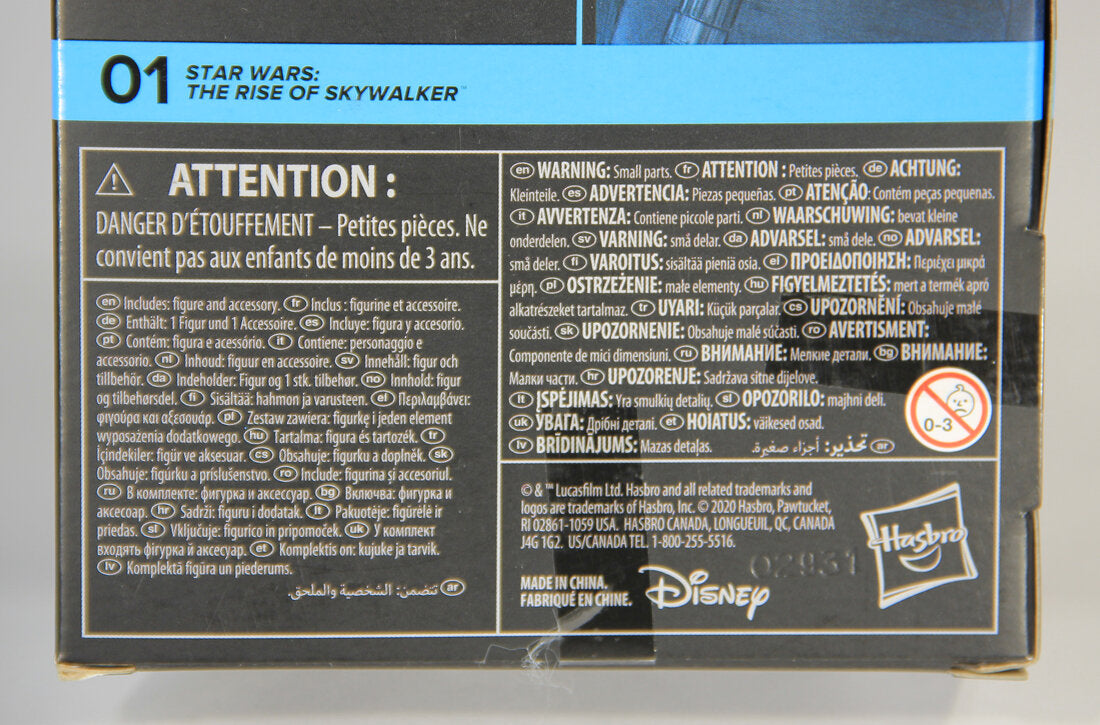 01 STAR WARS:
THE RISE OF SKYWALKER™
ATTENTION :
DANGER D'ÉTOUFFEMENT – Petites pièces. Ne
convient pas aux enfants de moins de 3 ans.
en Includes: figure and accessory. fr Inclus : figurine et accessoire.
de Enthält: 1 Figur und 1 Accessoire. es Incluye: figura y accesorio.
pt Contém: figura e acessório. it Contiene: personaggio e
accessorio. nl Inhoud: figuur en accessoire. sv Innehåll: figur och
tillbehör. da Indeholder: Figur og 1 stk. tilbehør. no Innhold: figur
og tilbehørsdel. fi Sisältää: hahmon ja varusteen. el Περιλαμβάνει:
φιγούρα και αξεσουάρ. pl Zestaw zawiera: figurkę i jeden element
wyposażenia dodatkowego. hu Tartalma: figura és tartozék. tr
İçindekiler: figür ve aksesuar. cs Obsahuje: figurku a doplněk. sk
Obsahuje: figúrku a príslušenstvo. ro Include: figurina și accesoriul.
ru В комплекте: фигурка и аксессуар. bg Включва: фигурка и
аксесоар. hr Sadrži: figuru i dodatak. lt Pakuotėje: figūrėlė ir
priedas. sl Vključuje: figurico in pripomoček. uk У комплект
входять фігурка й аксесуар. et Komplektis on: kujuke ja tarvik.
lv Komplektā figūra un piederums.
ar تتضمن: الشخصية والملحق.
en WARNING: Small parts. fr ATTENTION : Petites pièces. de ACHTUNG:
Kleinteile. es ADVERTENCIA: Piezas pequeñas. pt ATENÇÃO: Contém peças pequenas.
it AVVERTENZA: Contiene piccole parti. nl WAARSCHUWING: bevat kleine
onderdelen. sv VARNING: små delar. da ADVARSEL: små dele. no ADVARSEL:
små deler. fi VAROITUS: sisältää pieniä osia. el ΠΡΟΕΙΔΟΠΟΙΗΣΗ: Περιέχει μικρά
μέρη. pl OSTRZEŻENIE: małe elementy. hu FIGYELMEZTETÉS: mert a termék apró
alkatrészeket tartalmaz. tr UYARI: Küçük parçalar. cs UPOZORNĚNÍ: Obsahuje malé
součásti. sk UPOZORNENIE: Obsahuje malé súčasti. ro AVERTISMENT:
Componente de mici dimensiuni. ru ВНИМАНИЕ: Мелкие детали. bg ВНИМАНИЕ:
Малки части. hr UPOZORENJE: Sadržava sitne dijelove.
lt ĮSPĖJIMAS: Yra smulkių detalių. sl OPOZORILO: majhni deli.
uk УВАГА: Дрібні деталі. et HOIATUS: väikesed osad.
lv BRĪDINĀJUMS: Mazas detaļas. ar تحذير: أجزاء صغيرة.
0-3
© & ™ Lucasfilm Ltd. Hasbro and all related trademarks and
logos are trademarks of Hasbro, Inc. © 2020 Hasbro, Pawtucket,
RI 02861-1059 USA. HASBRO CANADA, LONGUEUIL, QC, CANADA
J4G 1G2. US/CANADA TEL. 1-800-255-5516.
02931
MADE IN CHINA.
FABRIQUÉ EN CHINE.
Disney
Hasbro